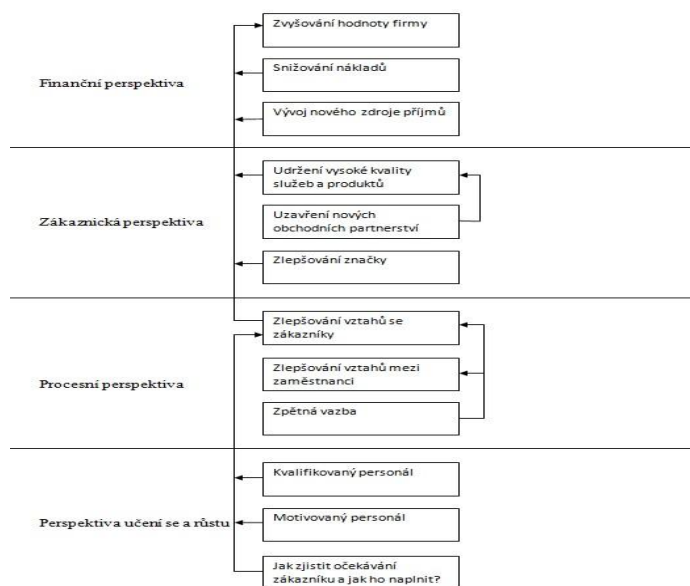 Zvyšování hodnoty firmy
Snižování nákladů
Finanční perspektiva
Vývoj nového zdroje příjmů
Udržení vysoké kvality
služeb a produktů
Zákaznická perspektiva
Uzavření nových
obchodních partnerství
Zlepšování značky
Zlepšování vztahů se
zákazníky
Procesní perspektiva
Zlepšování vztahů mezi
zaměstnanci
Zpětná vazba
Kvalifikovaný personál
Perspektiva učení se a růstu
Motivovaný personál
Jak zjistit očekávání
zákazníku a jak ho naplnit?